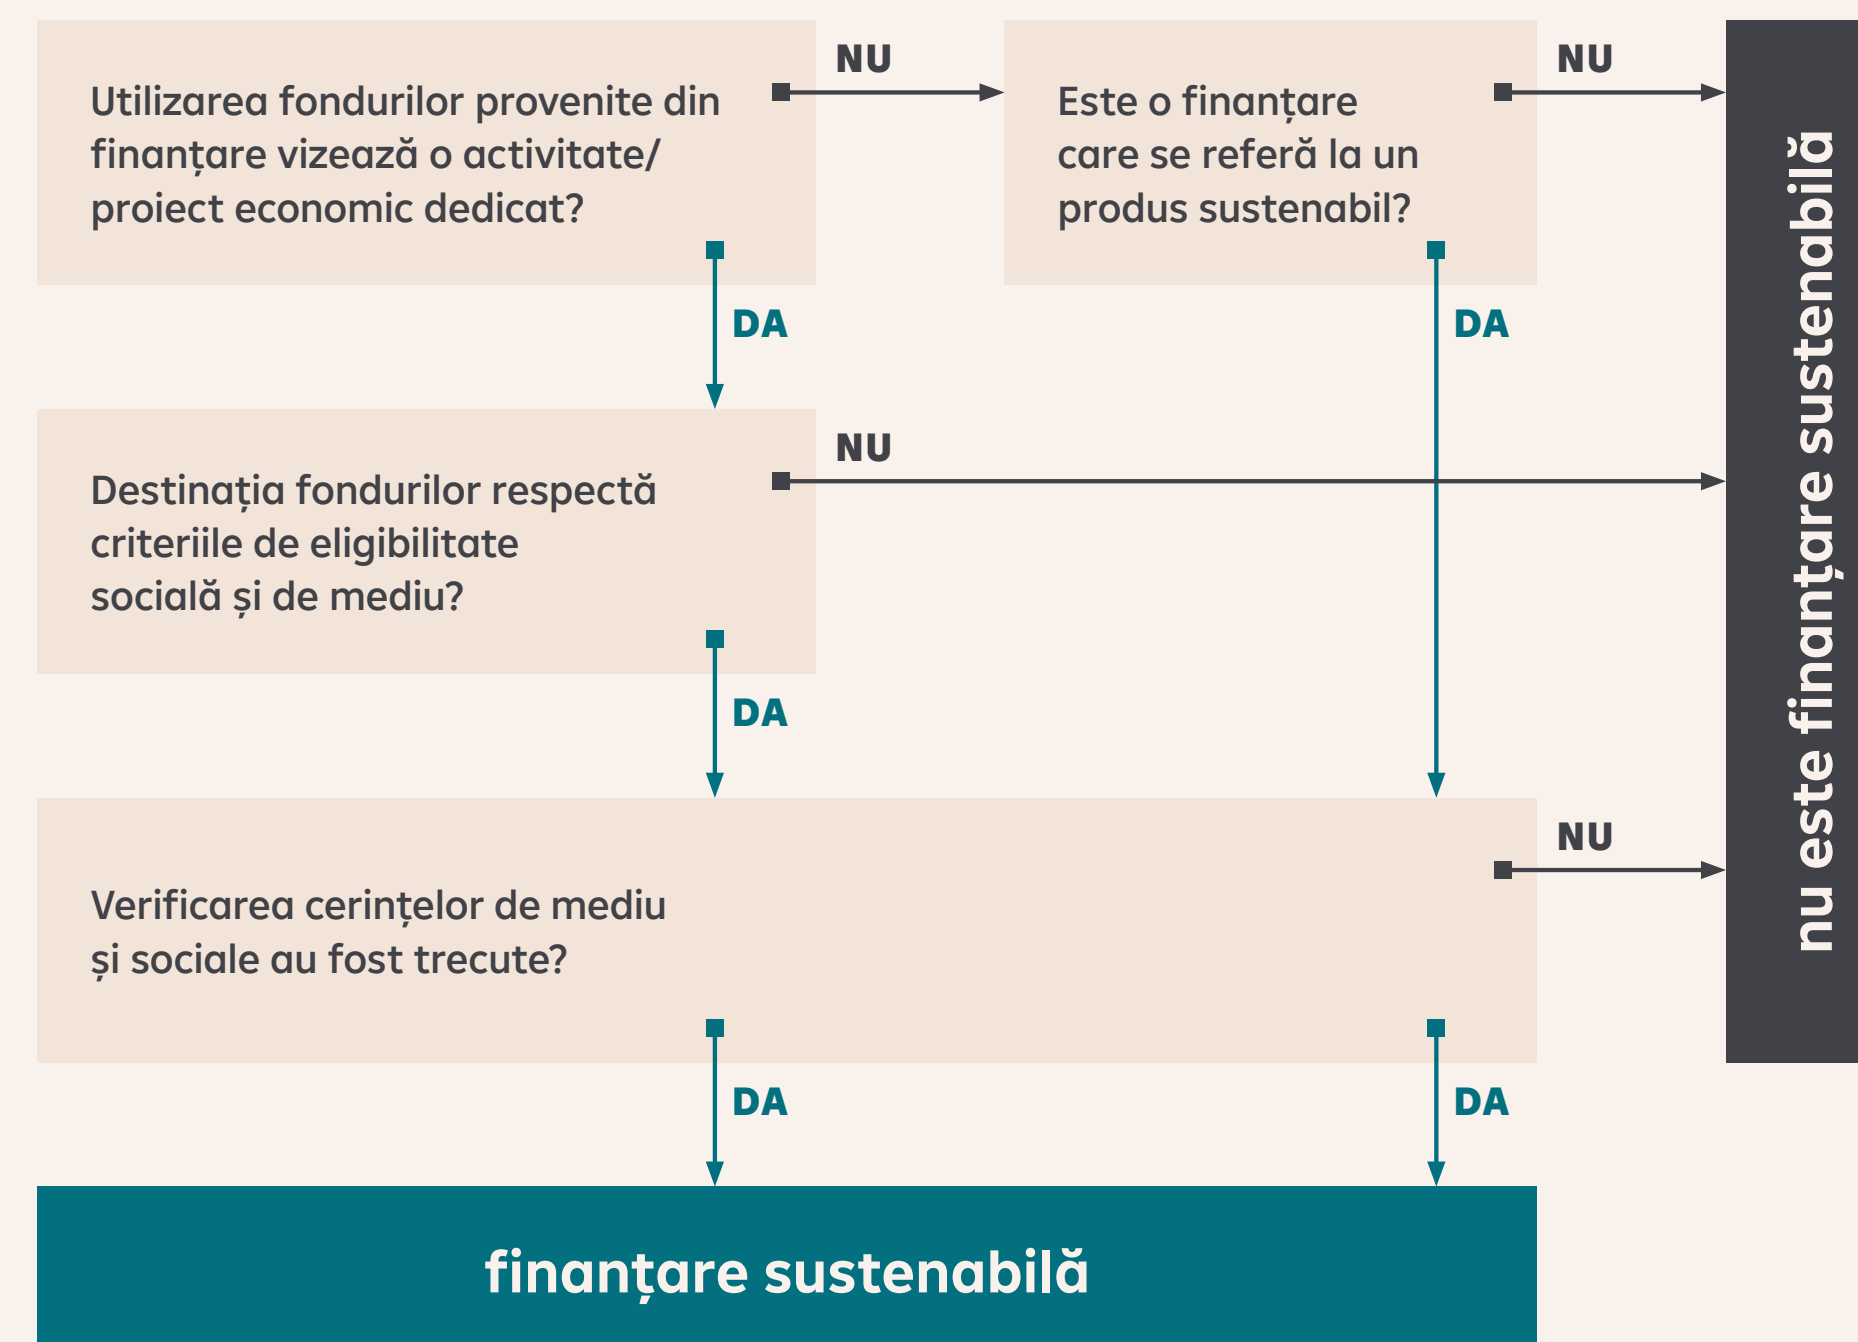 Utilizarea fondurilor provenite din
finanțare vizează o activitate/
proiect economic dedicat?
NU
Este o finanțare
care se referă la un
produs sustenabil?
NU
DA
DA
Destinația fondurilor respectă
criteriile de eligibilitate
socială și de mediu?
NU
DA
Verificarea cerințelor de mediu
și sociale au fost trecute?
NU
DA
DA
finanțare sustenabilă
nu este finanțare sustenabilă